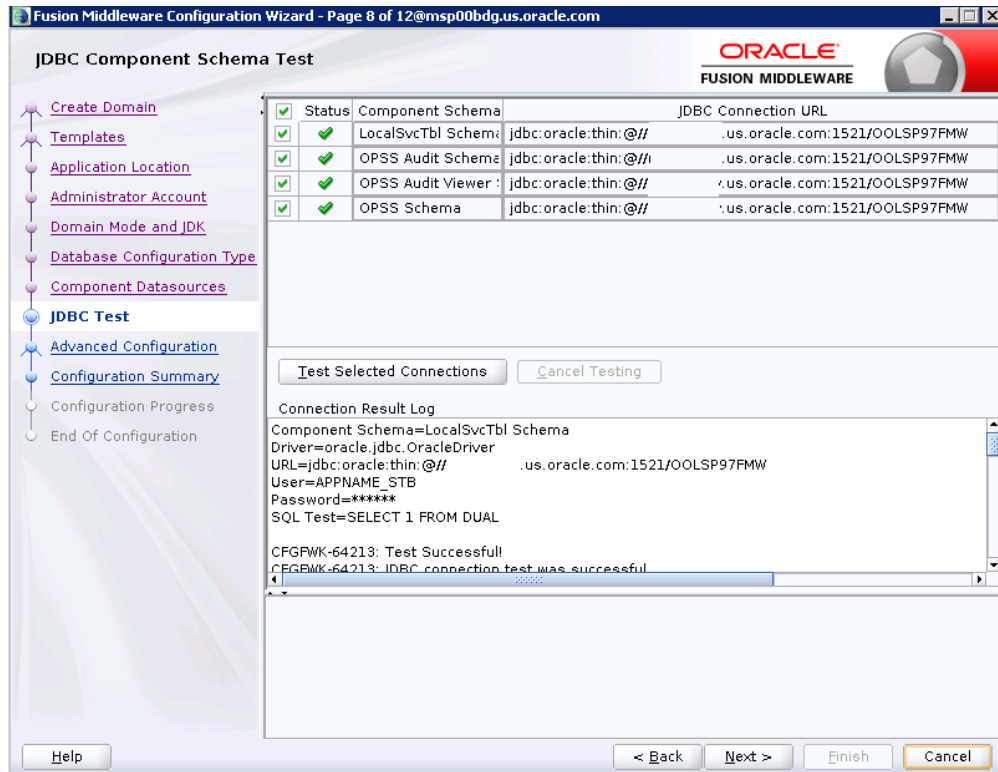 Fusion Middleware Configuration Wizard - Page 8 of 12@msp00bdg.us.oracle.com
JDBC Component Schema Test
ORACLE
FUSION MIDDLEWARE
Create Domain
Templates
Application Location
Administrator Account
Domain Mode and JDK
Database Configuration Type
Component Datasources
JDBC Test
Advanced Configuration
Configuration Summary
Configuration Progress
End Of Configuration
Status Component Schema JDBC Connection URL
LocalSvcTbl Schema jdbc:oracle:thin:@// .us.oracle.com:1521/OOLSP97FMW
OPSS Audit Schema jdbc:oracle:thin:@// .us.oracle.com:1521/OOLSP97FMW
OPSS Audit Viewer jdbc:oracle:thin:@// .us.oracle.com:1521/OOLSP97FMW
OPSS Schema jdbc:oracle:thin:@// .us.oracle.com:1521/OOLSP97FMW
Test Selected Connections Cancel Testing
Connection Result Log
Component Schema=LocalSvcTbl Schema
Driver=oracle.jdbc.OracleDriver
URL=jdbc:oracle:thin:@// .us.oracle.com:1521/OOLSP97FMW
User=APPNAME_STB
Password=******
SQL Test=SELECT 1 FROM DUAL
CFGFWK-64213: Test Successful!
CFGFWK-64213: JDBC connection test was successful
Help < Back Next > Finish Cancel